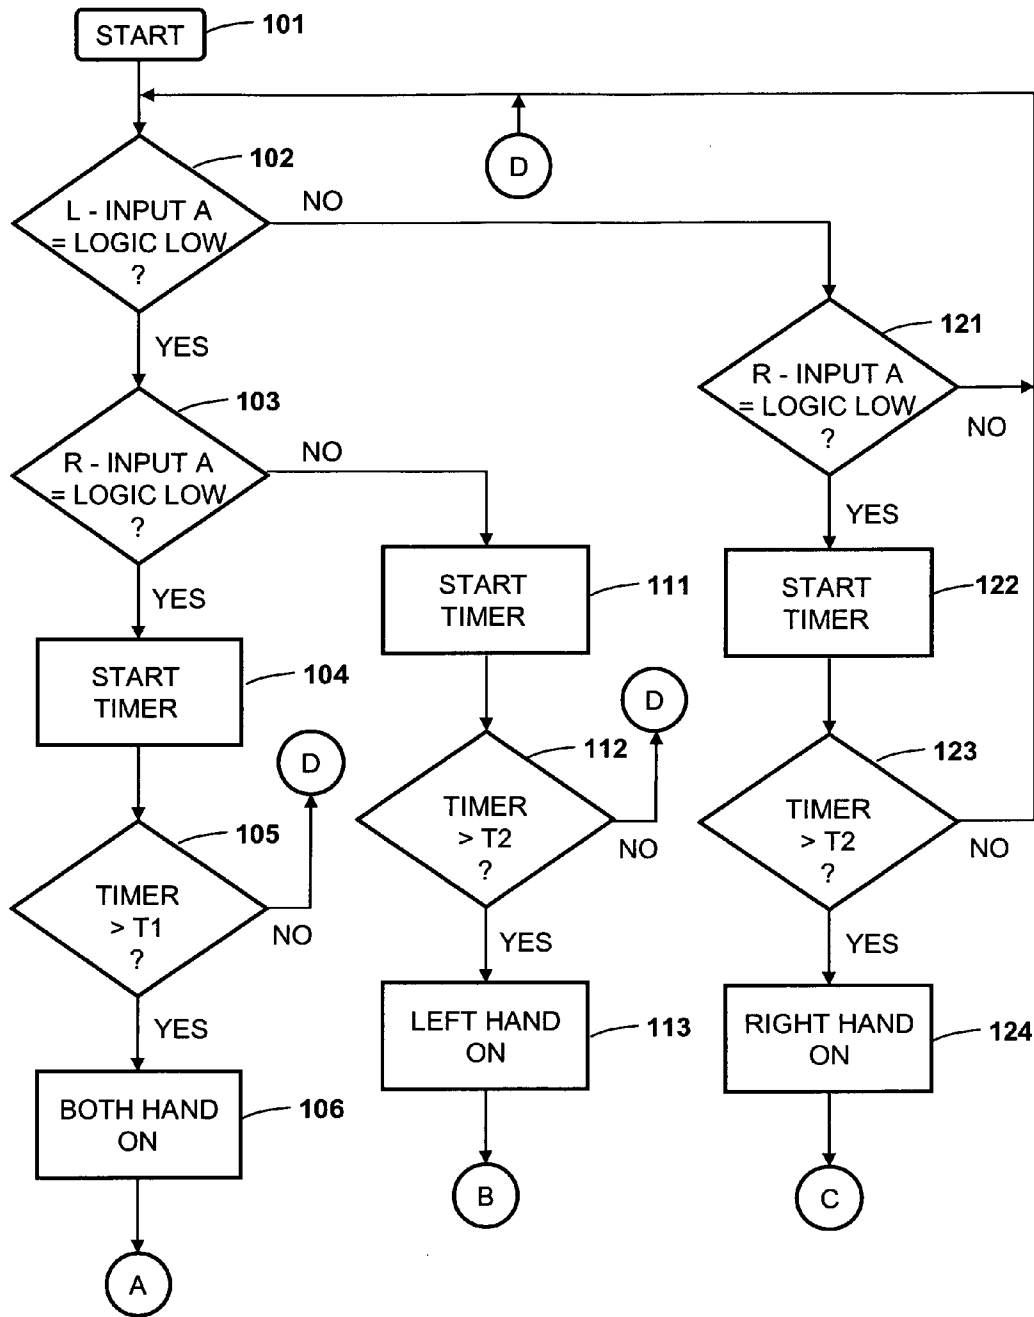 START
101
D
102
L - INPUT A
= LOGIC LOW
?
NO
YES
121
R - INPUT A
= LOGIC LOW
?
NO
YES
103
R - INPUT A
= LOGIC LOW
?
NO
YES
START
TIMER
111
START
TIMER
122
START
TIMER
104
D
D
112
TIMER
> T2
?
NO
YES
123
TIMER
> T2
?
NO
YES
105
TIMER
> T1
?
NO
YES
LEFT HAND
ON
113
RIGHT HAND
ON
124
BOTH HAND
ON
106
B
C
A